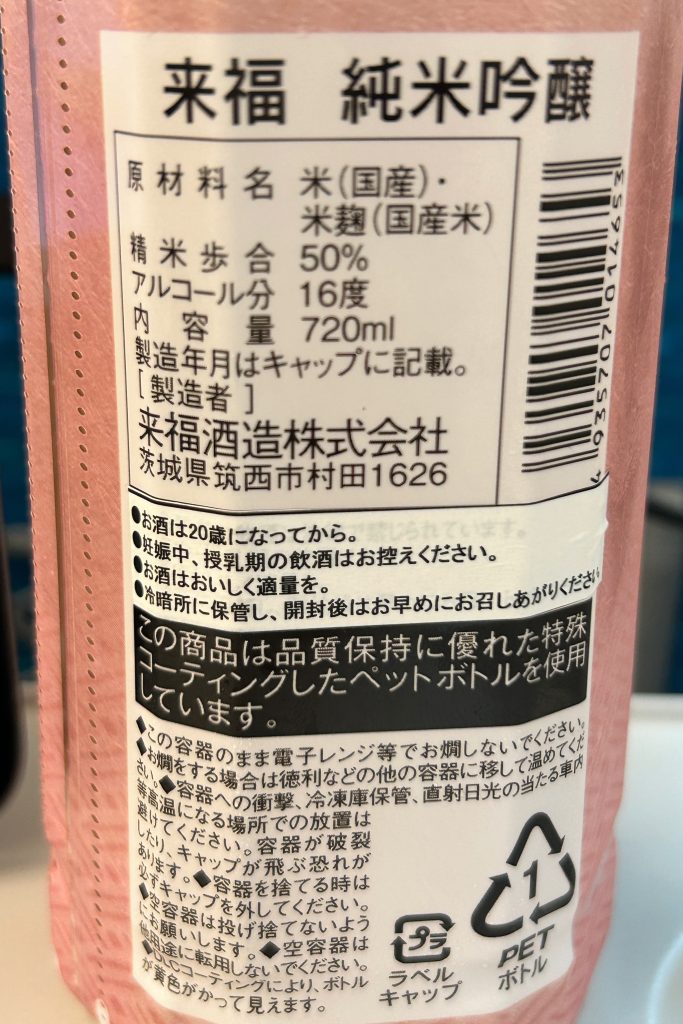 来福 純米吟醸
原材料名 米(国産)・
米麹(国産米)
精米歩合 50%
アルコール分 16度
内容量 720ml
製造年月はキャップに記載。
[製造者]
来福酒造株式会社
茨城県筑西市村田1626
●お酒は20歳になってから。
●妊娠中、授乳期の飲酒はお控えください。
●お酒はおいしく適量を。
●冷暗所に保管し、開封後はお早めにお召しあがりください
この商品は品質保持に優れた特殊
コーティングしたペットボトルを使用
しています。
◆この容器のまま電子レンジ等でお燗しないでください。
◆お燗をする場合は徳利などの他の容器に移して温めてくだ
さい。◆容器への衝撃、冷凍庫保管、直射日光の当たる車内
等高温になる場所での放置は
避けてください。容器が破裂
したり、キャップが飛ぶ恐れが
あります。◆容器を捨てる時は
必ずキャップを外してください。
◆空容器は投げ捨てないよう
にお願いします。◆空容器は
他用途に転用しないでください。
◆DLCコーティングにより、ボトル
が黄色がかって見えます。
プラ
ラベル
キャップ
1
PET
ボトル
4 935707 014653